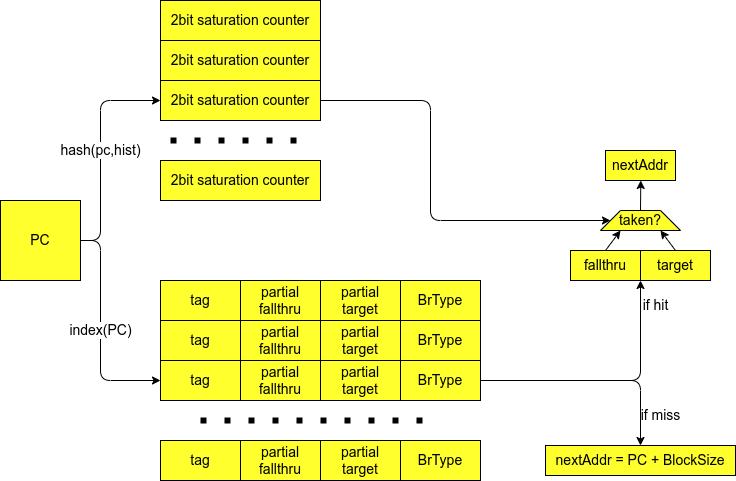 2bit saturation counter
2bit saturation counter
2bit saturation counter
hash(pc,hist)
2bit saturation counter
nextAddr
taken?
PC
fallthru
target
tag
partial
fallthru
partial
target
BrType
if hit
index(PC)
tag
partial
fallthru
partial
target
BrType
tag
partial
fallthru
partial
target
BrType
if miss
tag
partial
fallthru
partial
target
BrType
nextAddr = PC + BlockSize